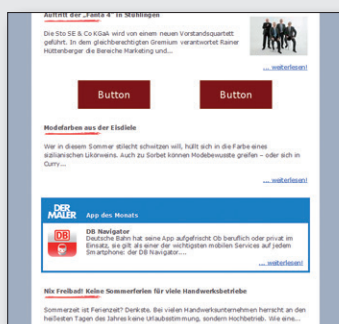 Auftritt der „Fanta 4“ in Stühlingen
Die Sto SE & Co KGaA wird von einem neuen Vorstandsquartett
geführt. In dem gleichberechtigten Gremium verantwortet Rainer
Hüttenberger die Bereiche Marketing und...
... weiterlesen!
Button Button
Modefarben aus der Eisdiele
Wer in diesem Sommer stilecht schwitzen will, hüllt sich in die Farbe eines
sizilianischen Likörweins. Auch zu Sorbet können Modebewusste greifen – oder sich in
Curry...
... weiterlesen!
DER
MALER App des Monats
DB
DB Navigator
Deutsche Bahn hat seine App aufgefrischt Ob beruflich oder privat im
Einsatz, sie gilt als einer der wichtigsten mobilen Services auf jedem
Smartphone: der DB Navigator....
... weiterlesen!
Nix Freibad! Keine Sommerferien für viele Handwerksbetriebe
Sommerzeit ist Ferienzeit? Denkste. Bei vielen Handwerksunternehmen herrscht an den
heißesten Tagen des Jahres keine Urlaubsstimmung, sondern Hochbetrieb. Wie eine...